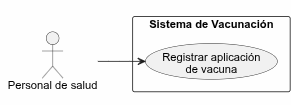 Sistema de Vacunación
Registrar aplicación
de vacuna
Personal de salud